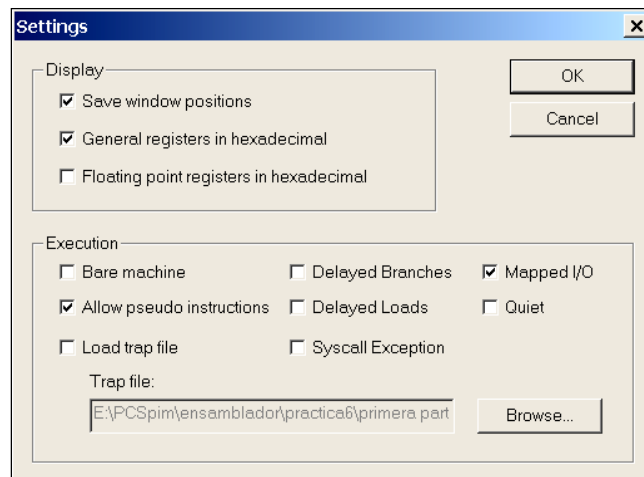 Settings
Display
OK
Save window positions
Cancel
General registers in hexadecimal
Floating point registers in hexadecimal
Execution
Bare machine Delayed Branches Mapped I/O
Allow pseudo instructions Delayed Loads Quiet
Load trap file Syscall Exception
Trap file:
E:\PCSpim\ensamblador\practica6\primera part Browse...